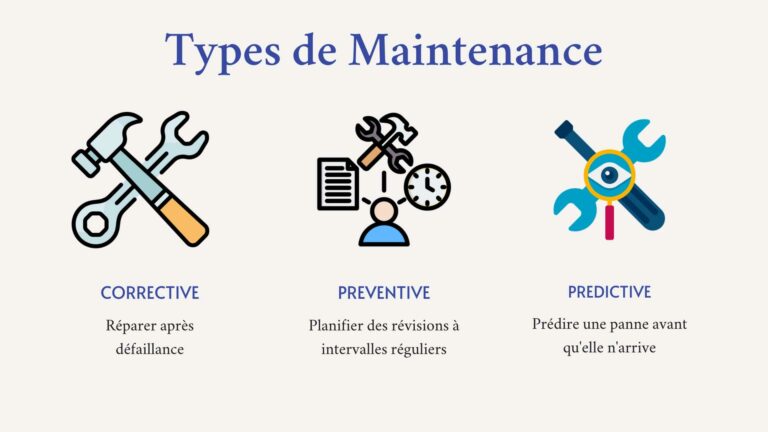 Types de Maintenance
CORRECTIVE
Réparer après
défaillance
PREVENTIVE
Planifier des révisions à
intervalles réguliers
PREDICTIVE
Prédire une panne avant
qu'elle n'arrive